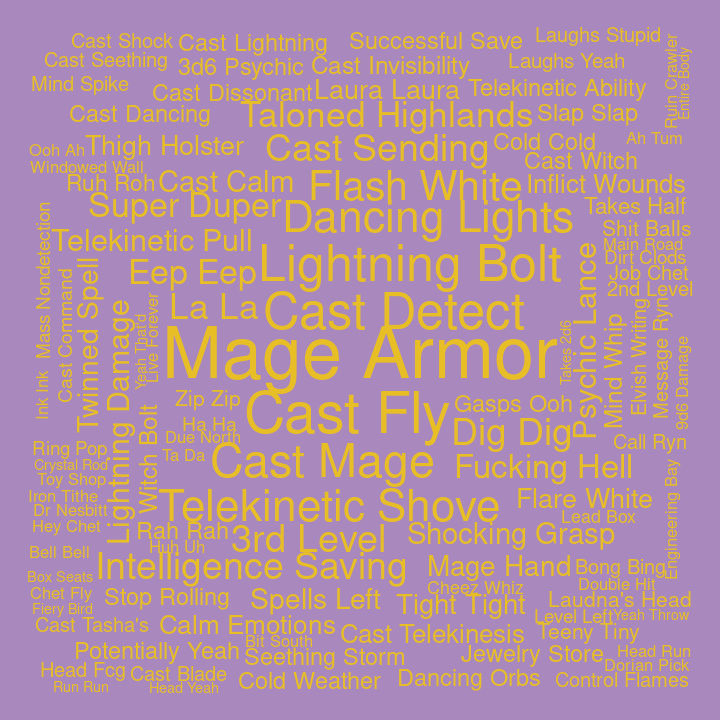 Cast Shock
Cast Lightning
Successful Save
Laughs Stupid
Cast Seething
3d6 Psychic
Cast Invisibility
Laughs Yeah
Ruin Crawler
Entire Body
Mind Spike
Cast Dissonant
Laura Laura
Telekinetic Ability
Cast Dancing
Taloned Highlands
Slap Slap
Ooh Ah
Thigh Holster
Cast Sending
Cold Cold
Ah Tum
Windowed Wall
Cast Witch
Ruh Roh
Cast Calm
Flash White
Inflict Wounds
Super Duper
Dancing Lights
Takes Half
Shit Balls
Telekinetic Pull
Main Road
Dirt Clods
Eep Eep
Lightning Bolt
Job Chet
2nd Level
Mass Nondetection
Cast Command
Twinned Spell
La La
Cast Detect
Psychic Lance
Lightning Damage
Yeah That'd
Live Forever
Mage Armor
Takes 2d6
Mind Whip
Elvish Writing
Message Ryn
9d6 Damage
Ink Ink
Zip Zip
Cast Fly
Gasps Ooh
Witch Bolt
Ha Ha
Dig Dig
Due North
Call Ryn
Ring Pop
Ta Da
Cast Mage
Fucking Hell
Crystal Rod
Toy Shop
Engineering Bay
Iron Tithe
Telekinetic Shove
Flare White
Dr Nesbitt
Lead Box
Hey Chet
Rah Rah
3rd Level
Shocking Grasp
Huh Uh
Bell Bell
Intelligence Saving
Mage Hand
Bong Bing
Box Seats
Double Hit
Chet Fly
Stop Rolling
Spells Left
Cheez Whiz
Tight Tight
Laudna's Head
Fiery Bird
Level Left
Yeah Throw
Cast Tasha's
Calm Emotions
Cast Telekinesis
Teeny Tiny
Bit South
Potentially Yeah
Seething Storm
Jewelry Store
Head Run
Dorian Pick
Head Fcg
Cast Blade
Cold Weather
Dancing Orbs
Control Flames
Run Run
Head Yeah